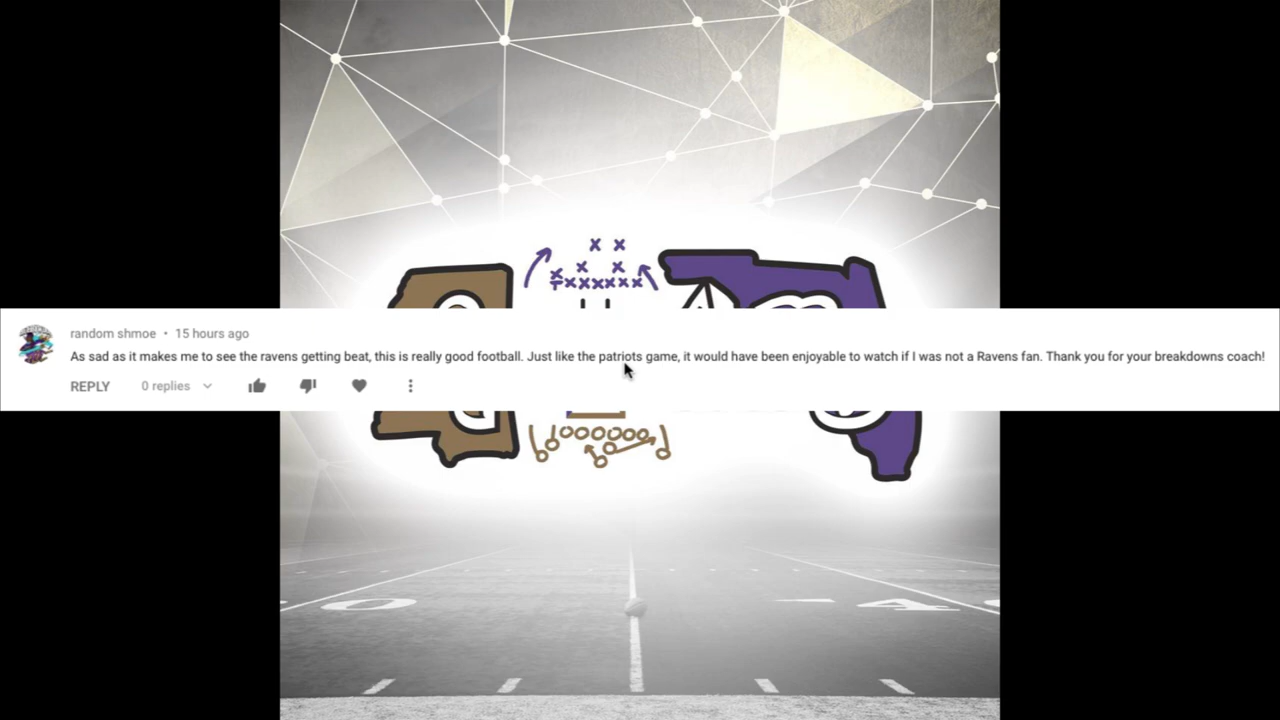 random shmoe • 15 hours ago
As sad as it makes me to see the ravens getting beat, this is really good football. Just like the patriots game, it would have been enjoyable to watch if I was not a Ravens fan. Thank you for your breakdowns coach!
REPLY 0 replies